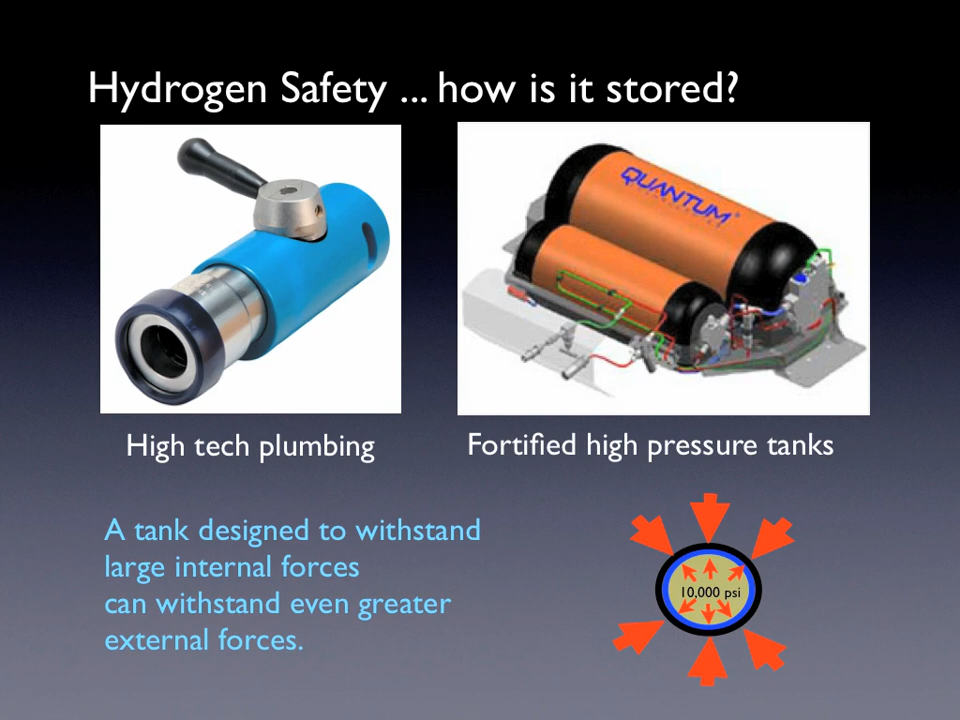 Hydrogen Safety ... how is it stored?
QUANTUM
High tech plumbing
Fortified high pressure tanks
A tank designed to withstand
large internal forces
can withstand even greater
external forces.
10,000 psi